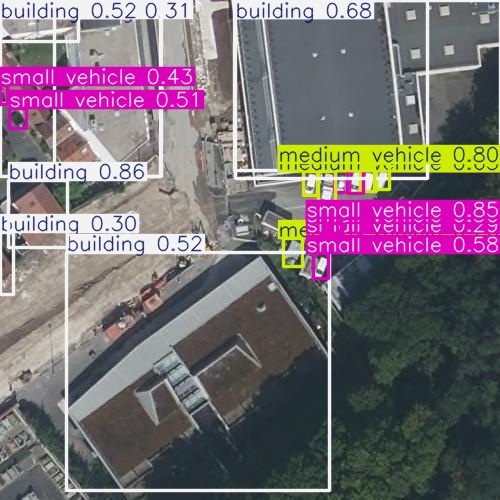 building 0.52 0.31
building 0.68
small vehicle 0.43
small vehicle 0.51
medium vehicle 0.80
building 0.86
small vehicle 0.85
building 0.30
me
building 0.52
small vehicle 0.58